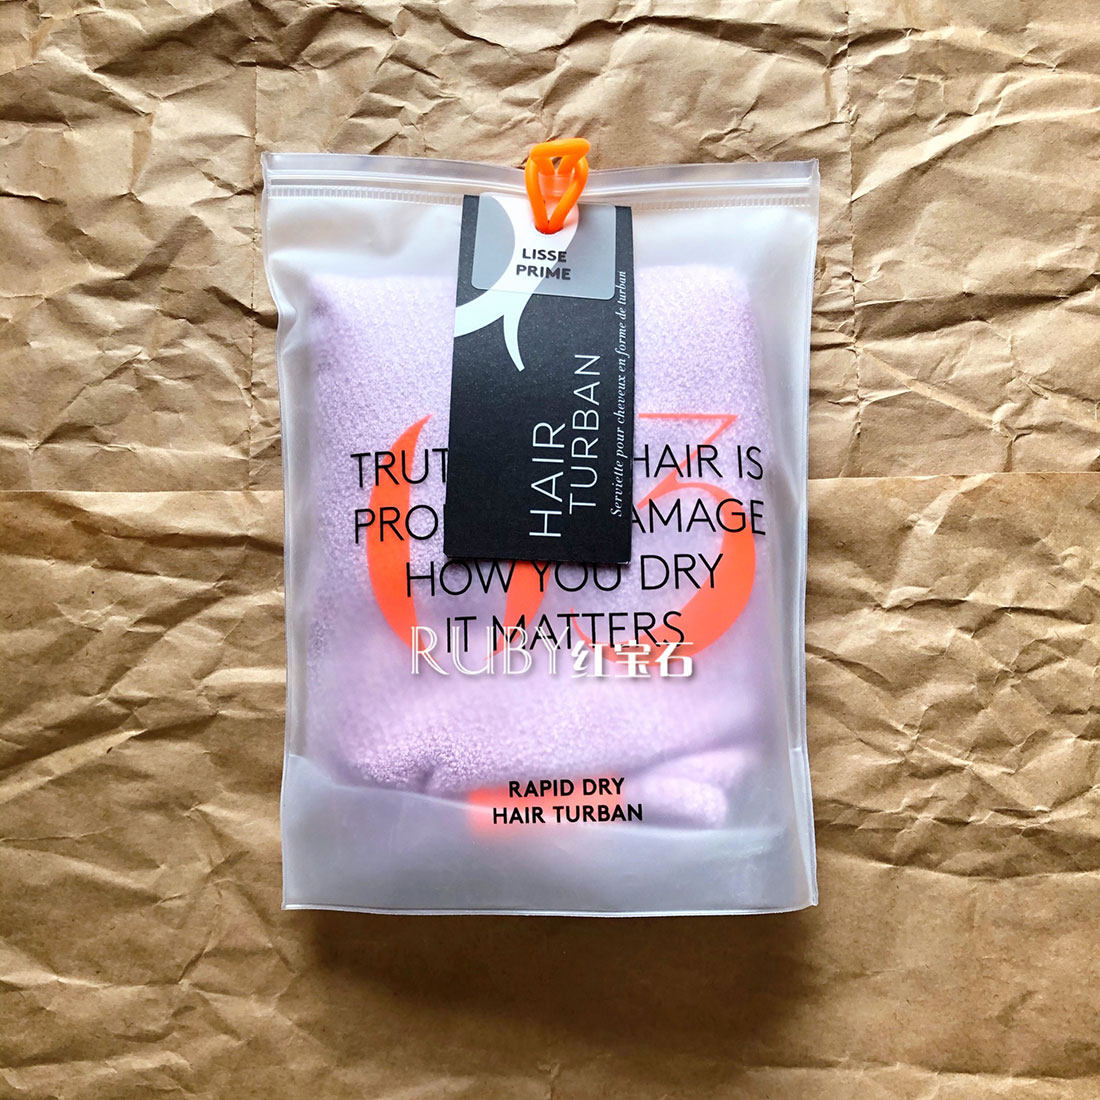 LISSE
PRIME
HAIR
TURBAN
Serviette pour cheveux en forme de turban
TRUT HAIR IS
PRO AMAGE
HOW YOU DRY
IT MATTERS
RUBY红宝石
RAPID DRY
HAIR TURBAN